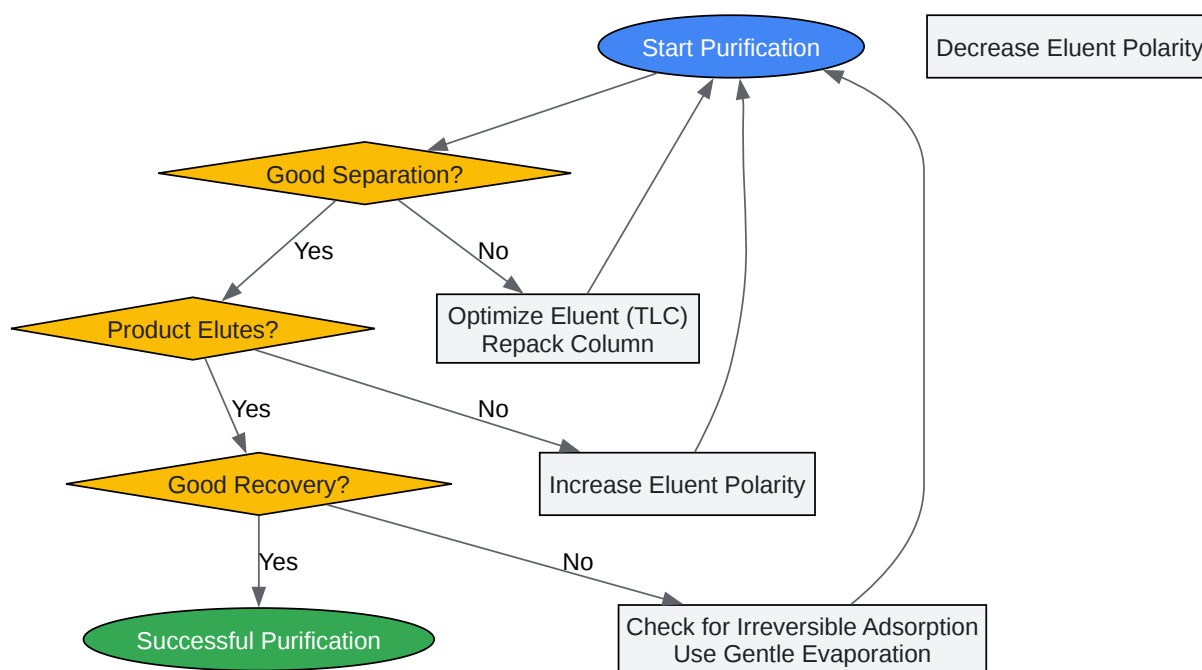 Start Purification
Decrease Eluent Polarity
Good Separation?
Yes
No
Optimize Eluent (TLC)
Repack Column
Product Elutes?
Yes
No
Increase Eluent Polarity
Good Recovery?
Yes
No
Successful Purification
Check for Irreversible Adsorption
Use Gentle Evaporation